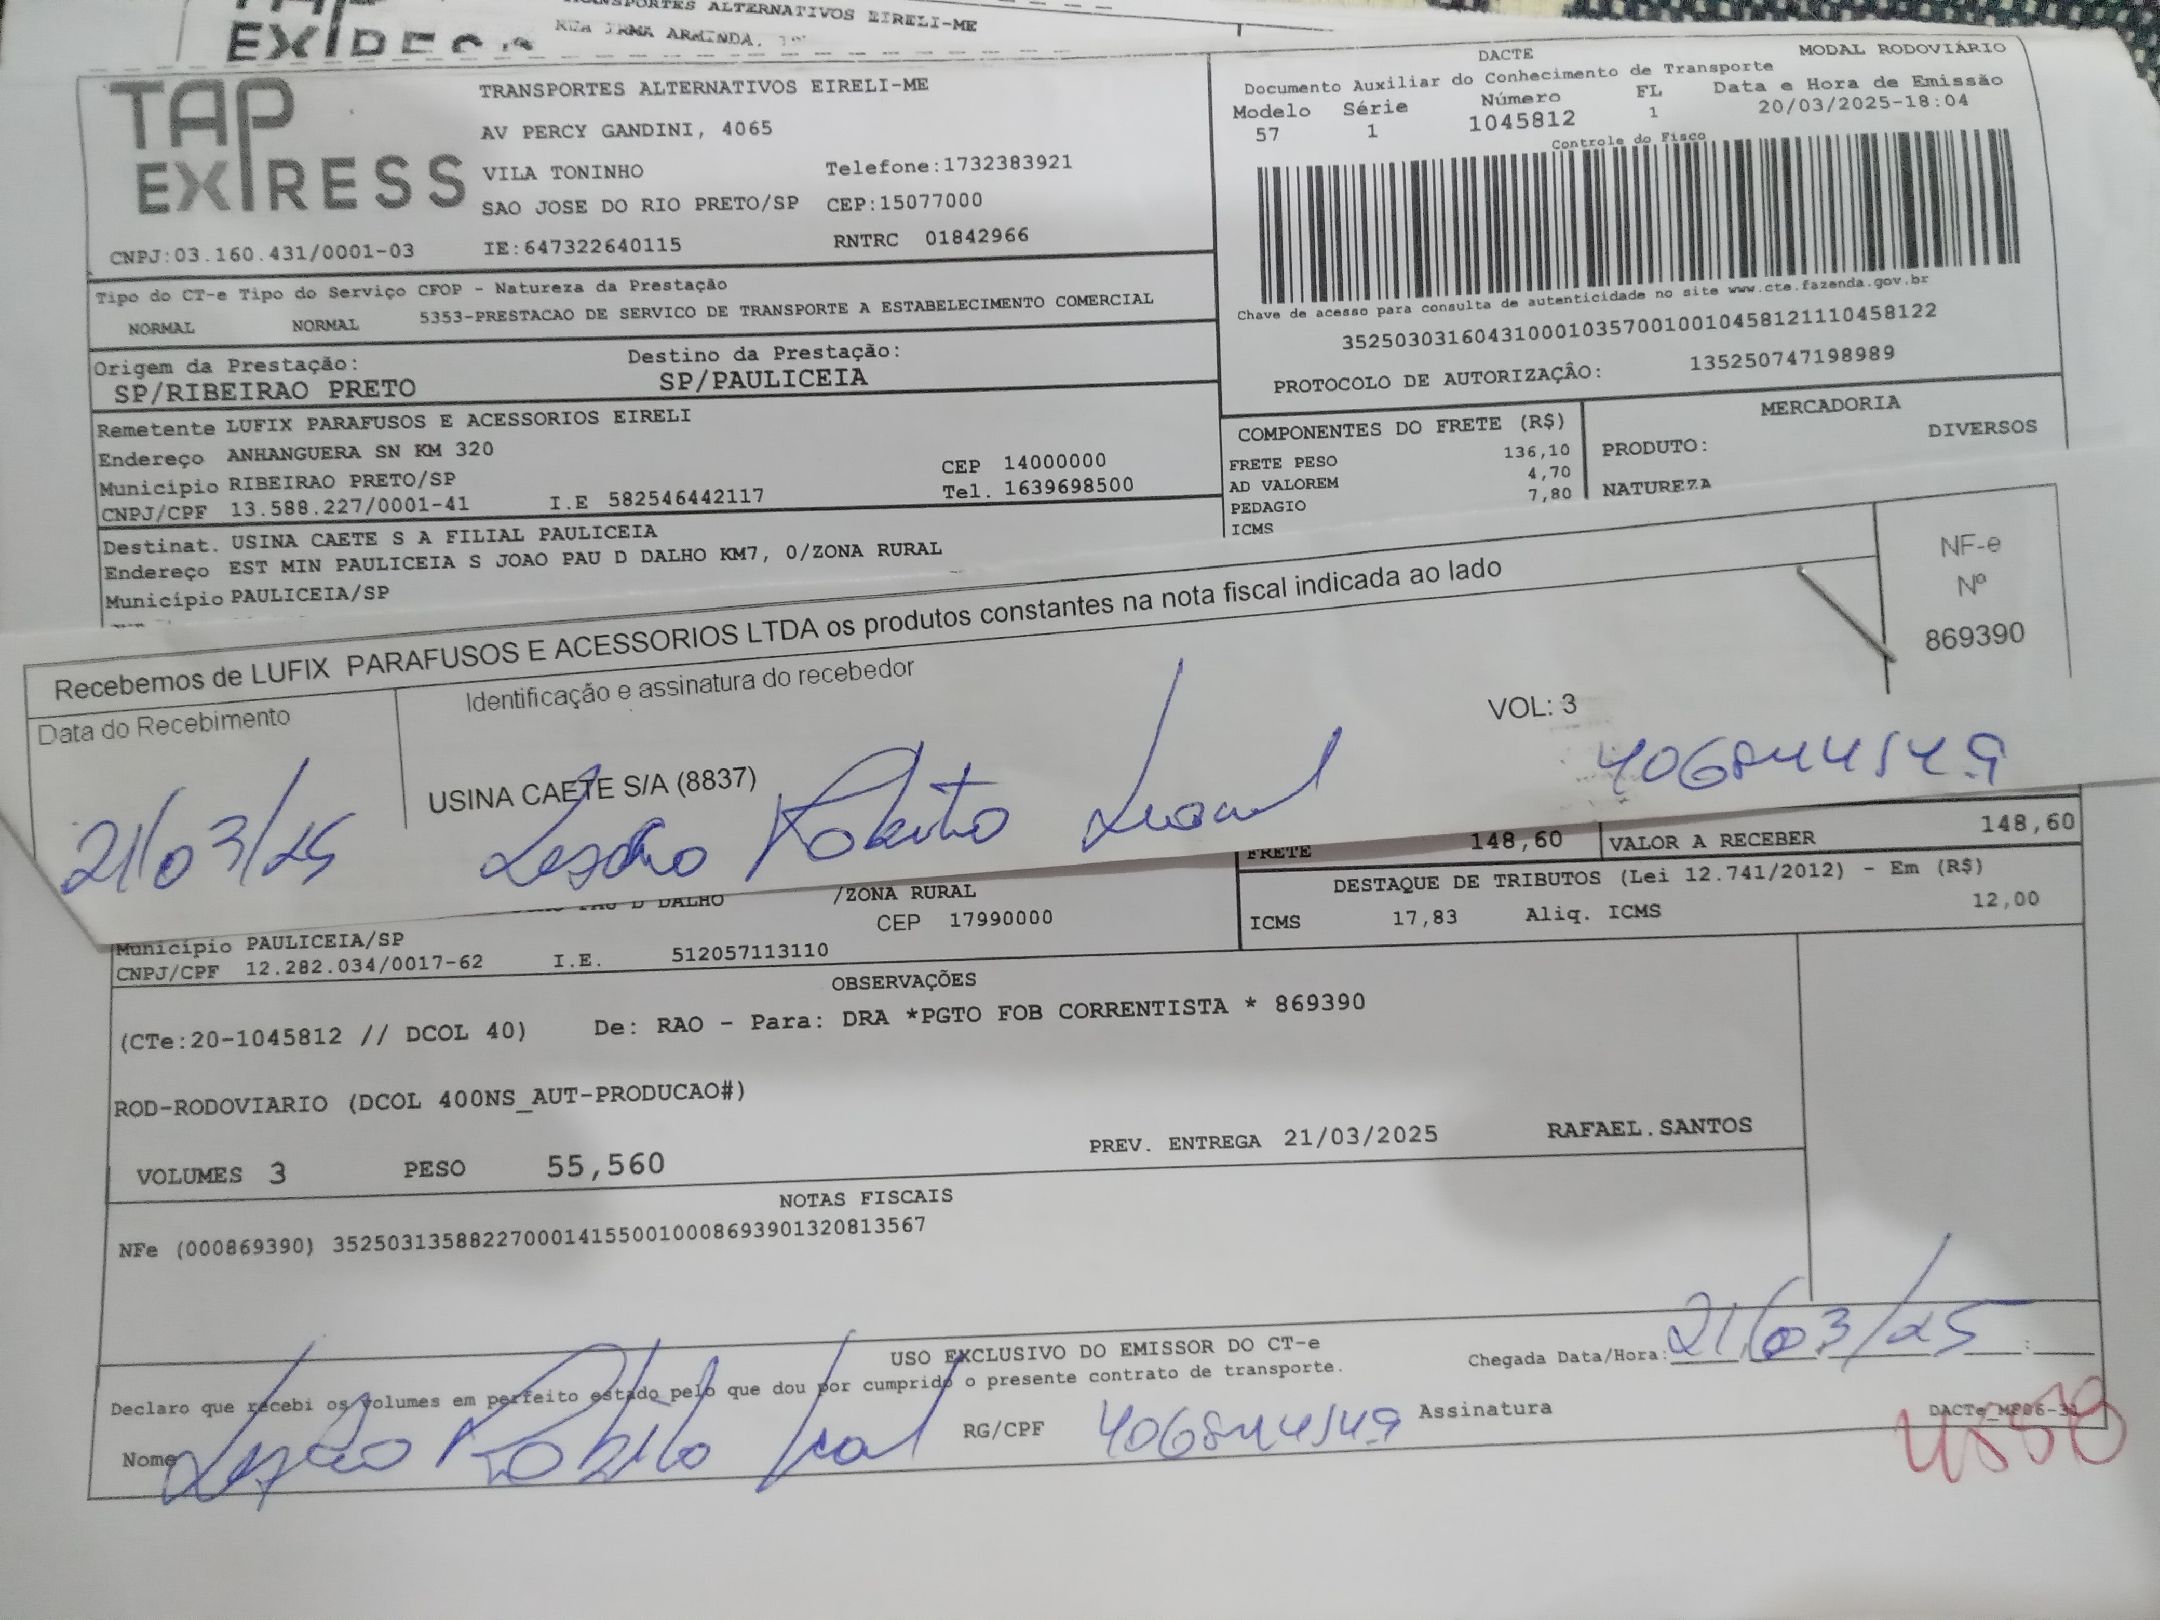 TRANSPORTES ALTERNATIVOS EIRELI-ME
EXPRESS
TAP EXPRESS
TRANSPORTES ALTERNATIVOS EIRELI-ME
AV PERCY GANDINI, 4065
VILA TONINHO Telefone:1732383921
SAO JOSE DO RIO PRETO/SP CEP:15077000
CNPJ:03.160.431/0001-03 IE:647322640115 RNTRC 01842966
DACTE MODAL RODOVIÁRIO
Documento Auxiliar do Conhecimento de Transporte
Modelo Série Número FL Data e Hora de Emissão
57 1 1045812 1 20/03/2025-18:04
Controle do Fisco
Chave de acesso para consulta de autenticidade no site www.cte.fazenda.gov.br
35250303160431000103570010010458121110458122
PROTOCOLO DE AUTORIZAÇÂO: 135250747198989
Tipo do CT-e Tipo do Serviço CFOP - Natureza da Prestação
NORMAL NORMAL 5353-PRESTACAO DE SERVICO DE TRANSPORTE A ESTABELECIMENTO COMERCIAL
Origem da Prestação: Destino da Prestação:
SP/RIBEIRAO PRETO SP/PAULICEIA
Remetente LUFIX PARAFUSOS E ACESSORIOS EIRELI
Endereço ANHANGUERA SN KM 320
Município RIBEIRAO PRETO/SP CEP 14000000
CNPJ/CPF 13.588.227/0001-41 I.E 582546442117 Tel. 1639698500
Destinat. USINA CAETE S A FILIAL PAULICEIA
Endereço EST MIN PAULICEIA S JOAO PAU D DALHO KM7, 0/ZONA RURAL
Município PAULICEIA/SP
COMPONENTES DO FRETE (R$)
FRETE PESO 136,10
AD VALOREM 4,70
PEDAGIO 7,80
ICMS
MERCADORIA
PRODUTO: DIVERSOS
NATUREZA
Recebemos de LUFIX PARAFUSOS E ACESSORIOS LTDA os produtos constantes na nota fiscal indicada ao lado
NF-e
Nº
869390
Data do Recebimento Identificação e assinatura do recebedor
VOL: 3
USINA CAETE S/A (8837)
21/03/25 Roberto
FRETE 148,60 VALOR A RECEBER 148,60
DESTAQUE DE TRIBUTOS (Lei 12.741/2012) - Em (R$)
ICMS 17,83 Aliq. ICMS 12,00
PAU D DALHO /ZONA RURAL
CEP 17990000
Município PAULICEIA/SP
CNPJ/CPF 12.282.034/0017-62 I.E. 512057113110
OBSERVAÇÕES
(CTe:20-1045812 // DCOL 40) De: RAO - Para: DRA *PGTO FOB CORRENTISTA * 869390
ROD-RODOVIARIO (DCOL 400NS_AUT-PRODUCAO#)
VOLUMES 3 PESO 55,560 PREV. ENTREGA 21/03/2025 RAFAEL.SANTOS
NOTAS FISCAIS
NFe (000869390) 35250313588227000141550010008693901320813567
USO EXCLUSIVO DO EMISSOR DO CT-e
Chegada Data/Hora: 21/03/25 :
Declaro que recebi os volumes em perfeito estado pelo que dou por cumprido o presente contrato de transporte.
Nome RG/CPF Assinatura